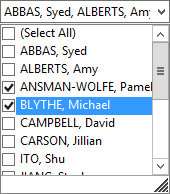 ABBAS, Syed, ALBERTS, Amy
(Select All)
ABBAS, Syed
ALBERTS, Amy
ANSMAN-WOLFE, Pamel
BLYTHE, Michael
CAMPBELL, David
CARSON, Jillian
ITO, Shu